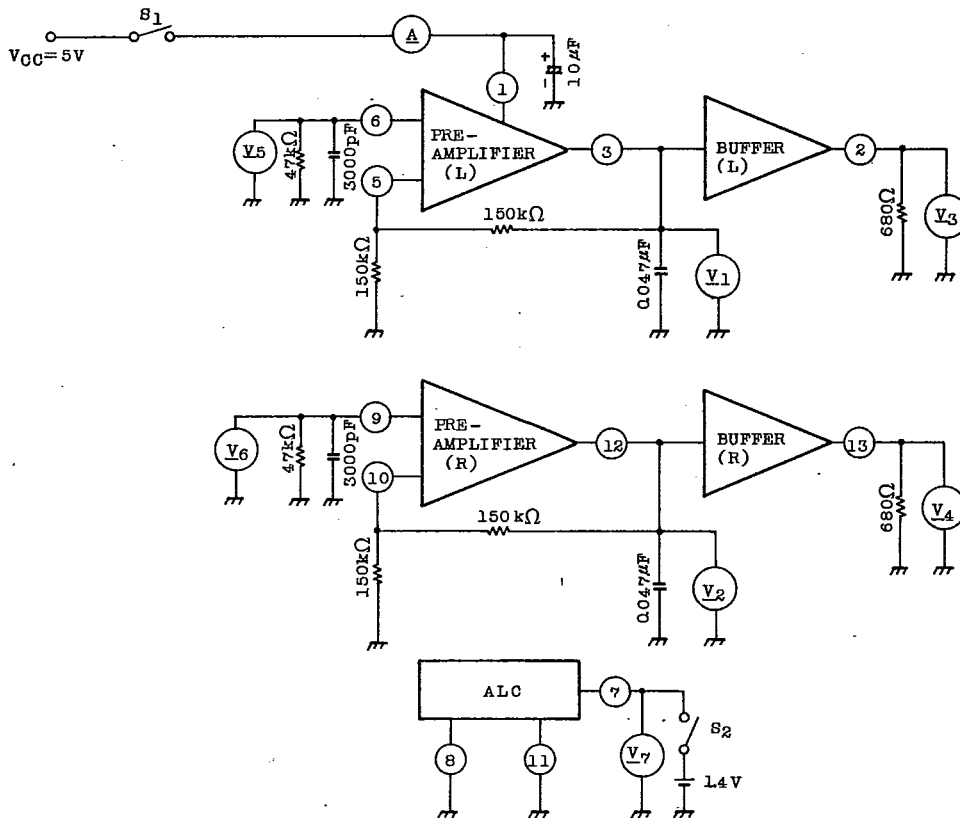 S1
VCC=5V
A
10μF
+
-
1
V5
47kΩ
3000pF
6
5
PRE-
AMPLIFIER
(L)
3
BUFFER
(L)
2
680Ω
V3
150kΩ
150kΩ
0.047μF
V1
V6
47kΩ
3000pF
9
10
PRE-
AMPLIFIER
(R)
12
BUFFER
(R)
13
680Ω
V4
150kΩ
150kΩ
0.047μF
V2
ALC
7
8
11
V7
S2
1.4V